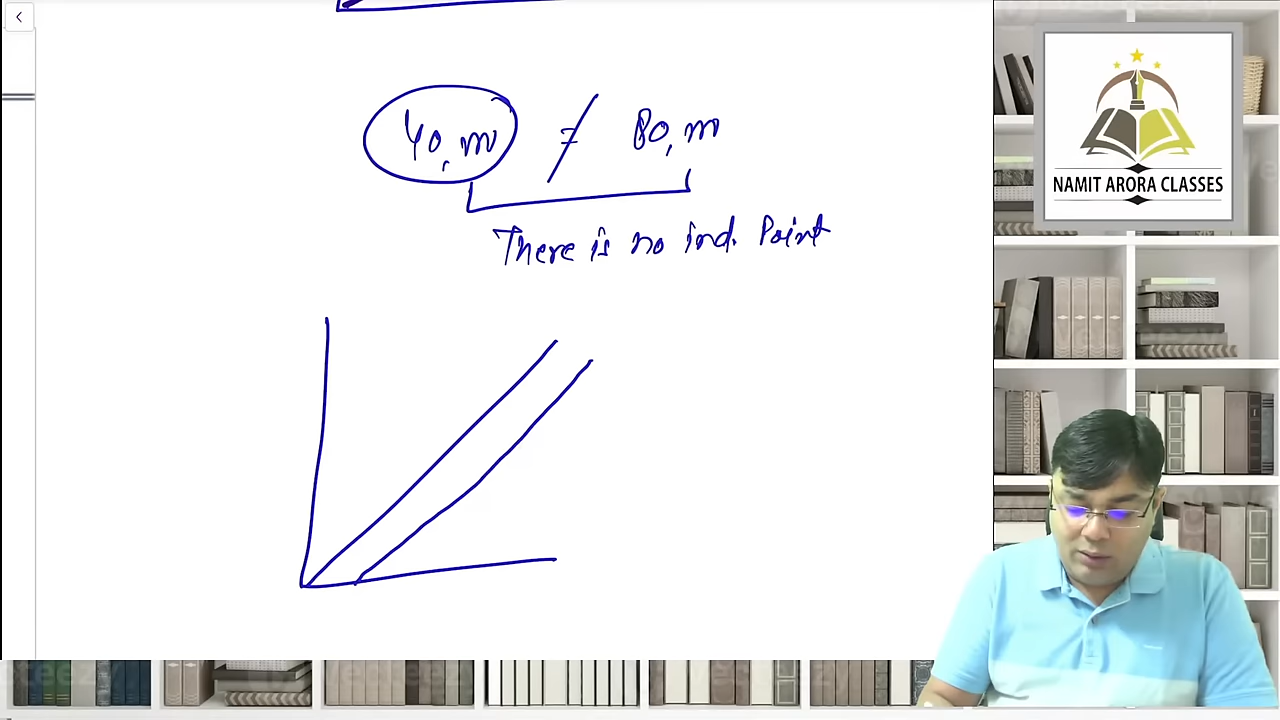 40, m ≠ 80, m
There is no ind. Point
NAMIT ARORA CLASSES